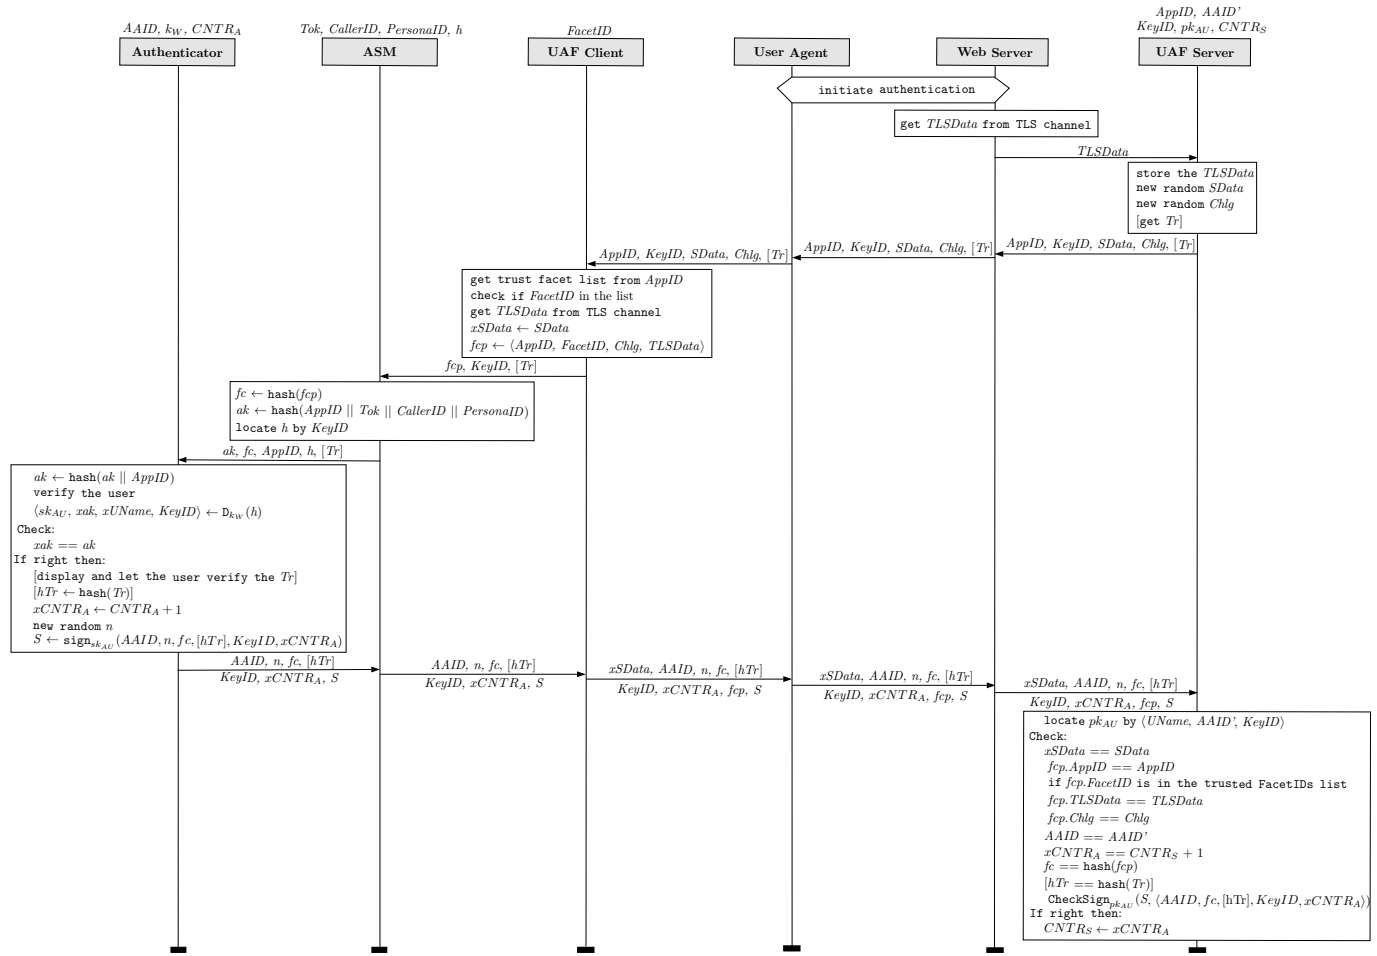 AAID, k_W, CNTR_A
Authenticator
Tok, CallerID, PersonaID, h
ASM
FacetID
UAF Client
User Agent
Web Server
AppID, AAID'
KeyID, pk_AU, CNTR_S
UAF Server
initiate authentication
get TLSData from TLS channel
TLSData
store the TLSData
new random SData
new random Chlg
[get Tr]
AppID, KeyID, SData, Chlg, [Tr]
AppID, KeyID, SData, Chlg, [Tr]
AppID, KeyID, SData, Chlg, [Tr]
get trust facet list from AppID
check if FacetID in the list
get TLSData from TLS channel
xSData ← SData
fcp ← ⟨AppID, FacetID, Chlg, TLSData⟩
fcp, KeyID, [Tr]
fc ← hash(fcp)
ak ← hash(AppID || Tok || CallerID || PersonaID)
locate h by KeyID
ak, fc, AppID, h, [Tr]
ak ← hash(ak || AppID)
verify the user
⟨sk_AU, xak, xUName, KeyID⟩ ← D_{k_W}(h)
Check:
xak == ak
If right then:
[display and let the user verify the Tr]
[hTr ← hash(Tr)]
xCNTR_A ← CNTR_A + 1
new random n
S ← sign_{sk_AU}(AAID, n, fc, [hTr], KeyID, xCNTR_A)
AAID, n, fc, [hTr]
KeyID, xCNTR_A, S
AAID, n, fc, [hTr]
KeyID, xCNTR_A, S
xSData, AAID, n, fc, [hTr]
KeyID, xCNTR_A, fcp, S
xSData, AAID, n, fc, [hTr]
KeyID, xCNTR_A, fcp, S
xSData, AAID, n, fc, [hTr]
KeyID, xCNTR_A, fcp, S
locate pk_AU by ⟨UName, AAID', KeyID⟩
Check:
xSData == SData
fcp.AppID == AppID
if fcp.FacetID is in the trusted FacetIDs list
fcp.TLSData == TLSData
fcp.Chlg == Chlg
AAID == AAID'
xCNTR_A == CNTR_S + 1
fc == hash(fcp)
[hTr == hash(Tr)]
CheckSign_{pk_AU}(S, ⟨AAID, fc, [hTr], KeyID, xCNTR_A⟩)
If right then:
CNTR_S ← xCNTR_A